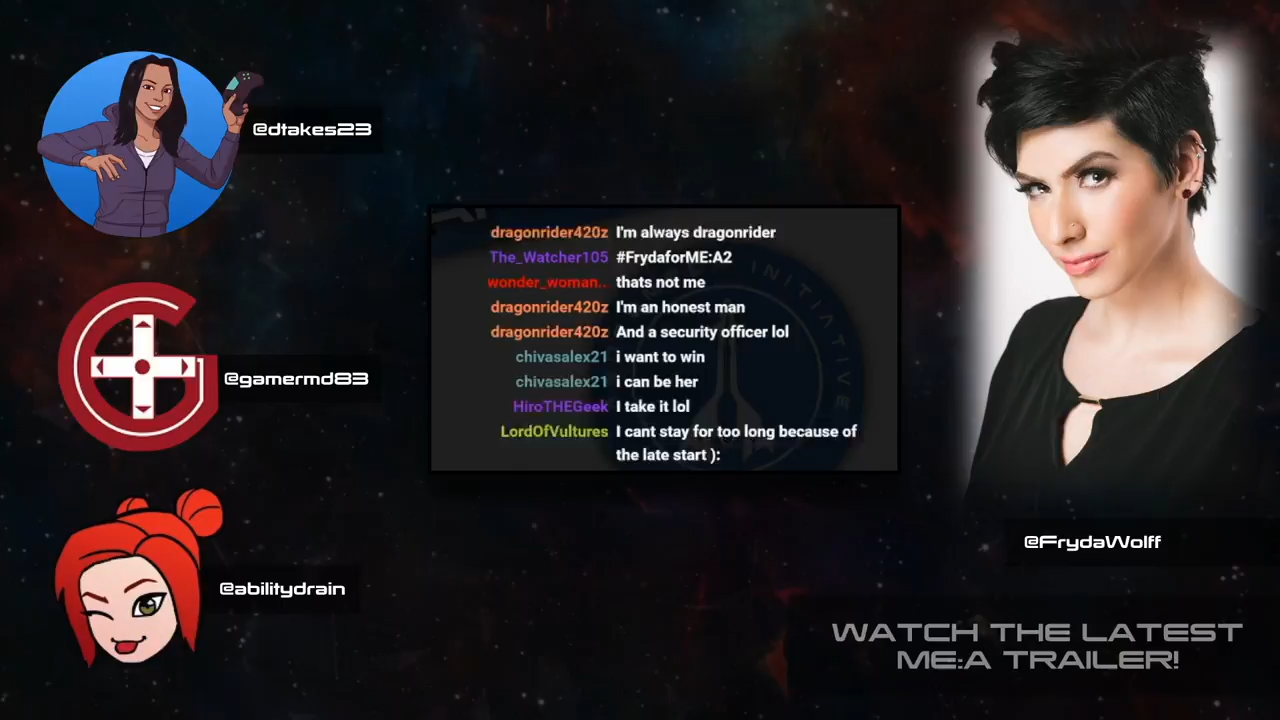 @dtakes23
@gamermd83
@abilitydrain
dragonrider420z I'm always dragonrider
The_Watcher105 #FrydaforME:A2
wonder_woman.. thats not me
dragonrider420z I'm an honest man
dragonrider420z And a security officer lol
chivasalex21 i want to win
chivasalex21 i can be her
HiroTHEGeek I take it lol
LordOfVultures I cant stay for too long because of
the late start ):
INITIATIVE
@FrydaWolff
WATCH THE LATEST
ME:A TRAILER!